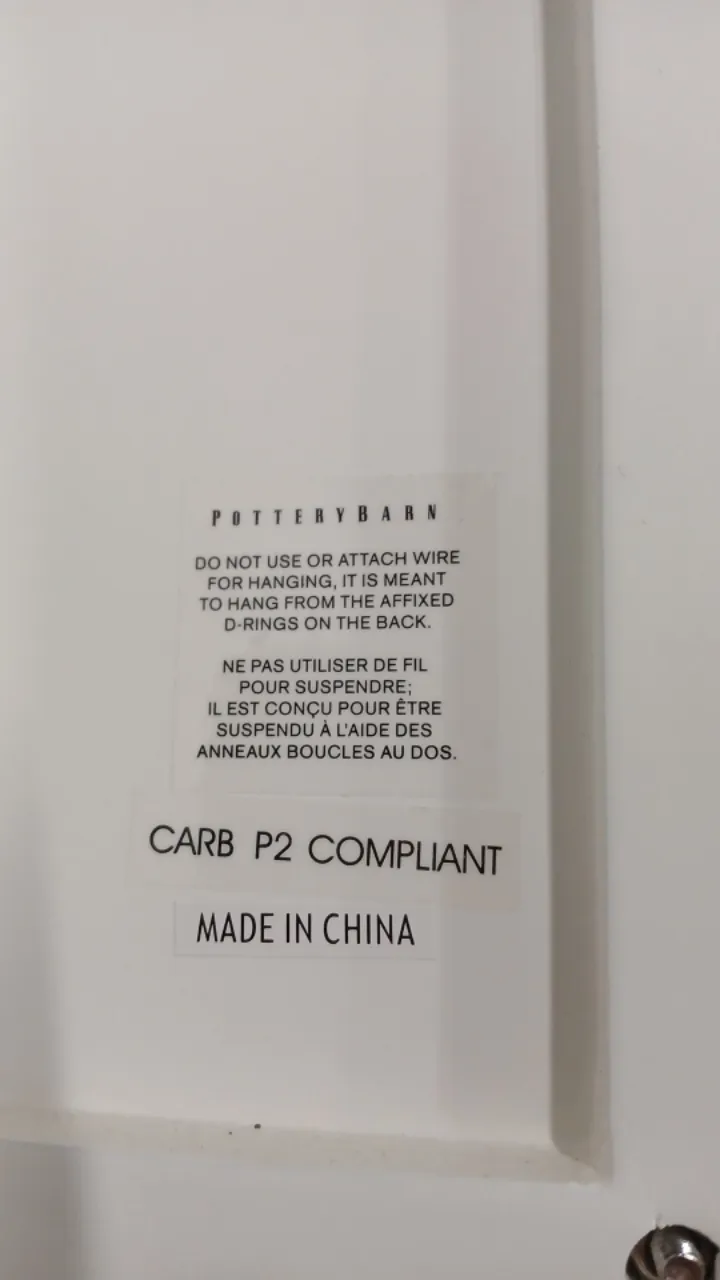 POTTERYBARN
DO NOT USE OR ATTACH WIRE
FOR HANGING, IT IS MEANT
TO HANG FROM THE AFFIXED
D-RINGS ON THE BACK.
NE PAS UTILISER DE FIL
POUR SUSPENDRE;
IL EST CONÇU POUR ÊTRE
SUSPENDU À L'AIDE DES
ANNEAUX BOUCLES AU DOS.
CARB P2 COMPLIANT
MADE IN CHINA